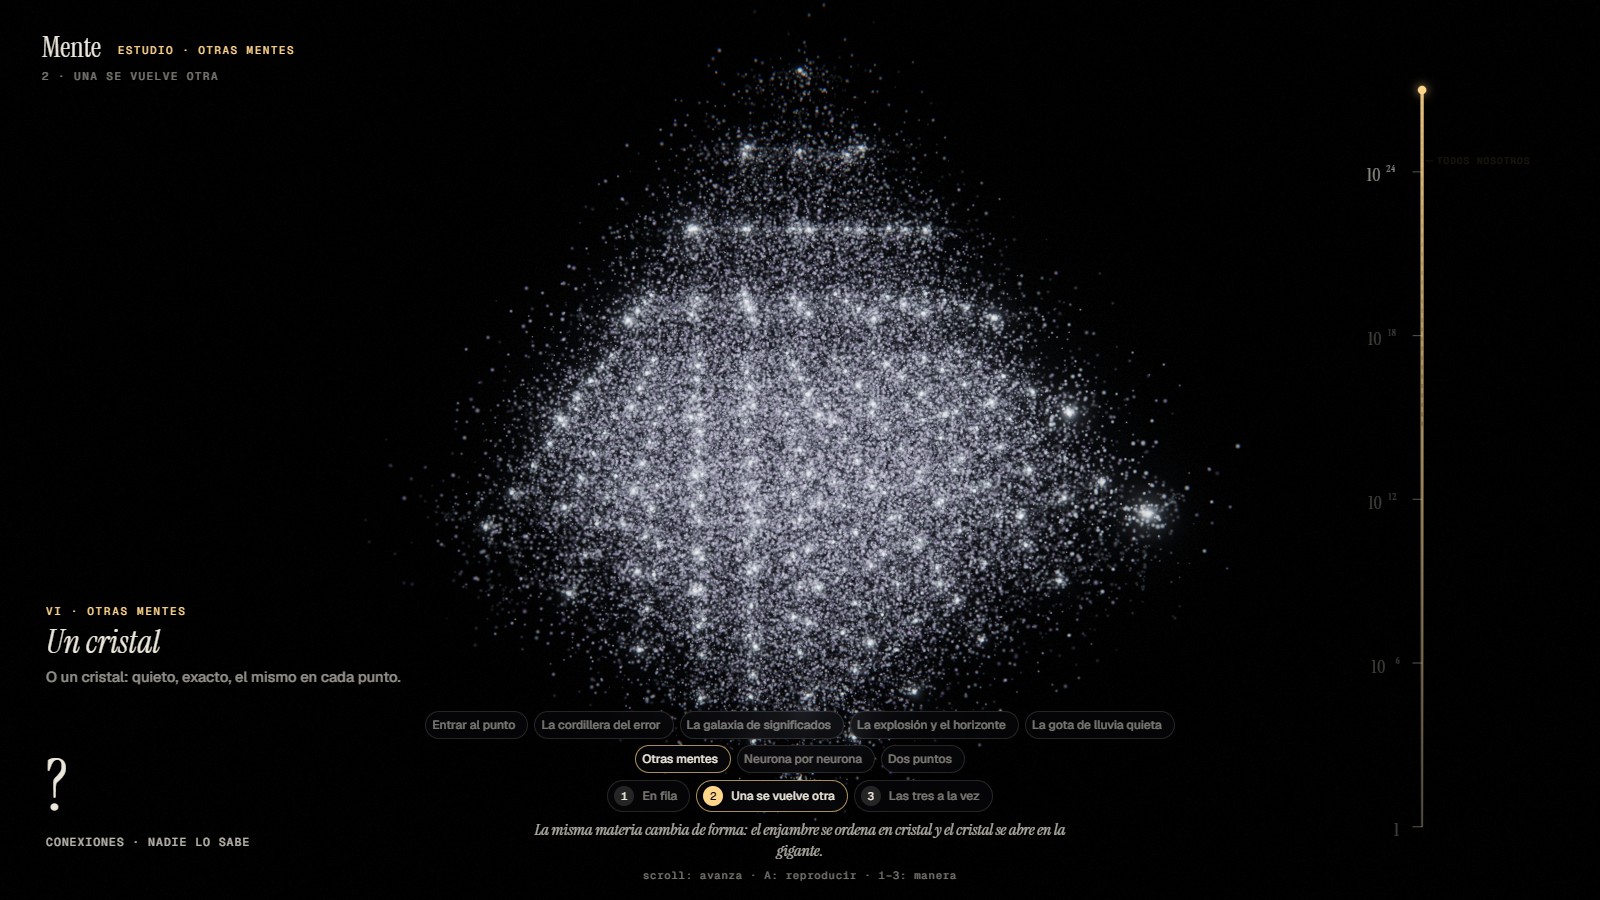 Mente ESTUDIO · OTRAS MENTES
2 · UNA SE VUELVE OTRA
10 24
TODOS NOSOTROS
10 18
10 12
10 6
1
VI · OTRAS MENTES
Un cristal
O un cristal: quieto, exacto, el mismo en cada punto.
?
CONEXIONES · NADIE LO SABE
Entrar al punto La cordillera del error La galaxia de significados La explosión y el horizonte La gota de lluvia quieta
Otras mentes Neurona por neurona Dos puntos
1 En fila 2 Una se vuelve otra 3 Las tres a la vez
La misma materia cambia de forma: el enjambre se ordena en cristal y el cristal se abre en la
gigante.
scroll: avanza · A: reproducir · 1–3: manera